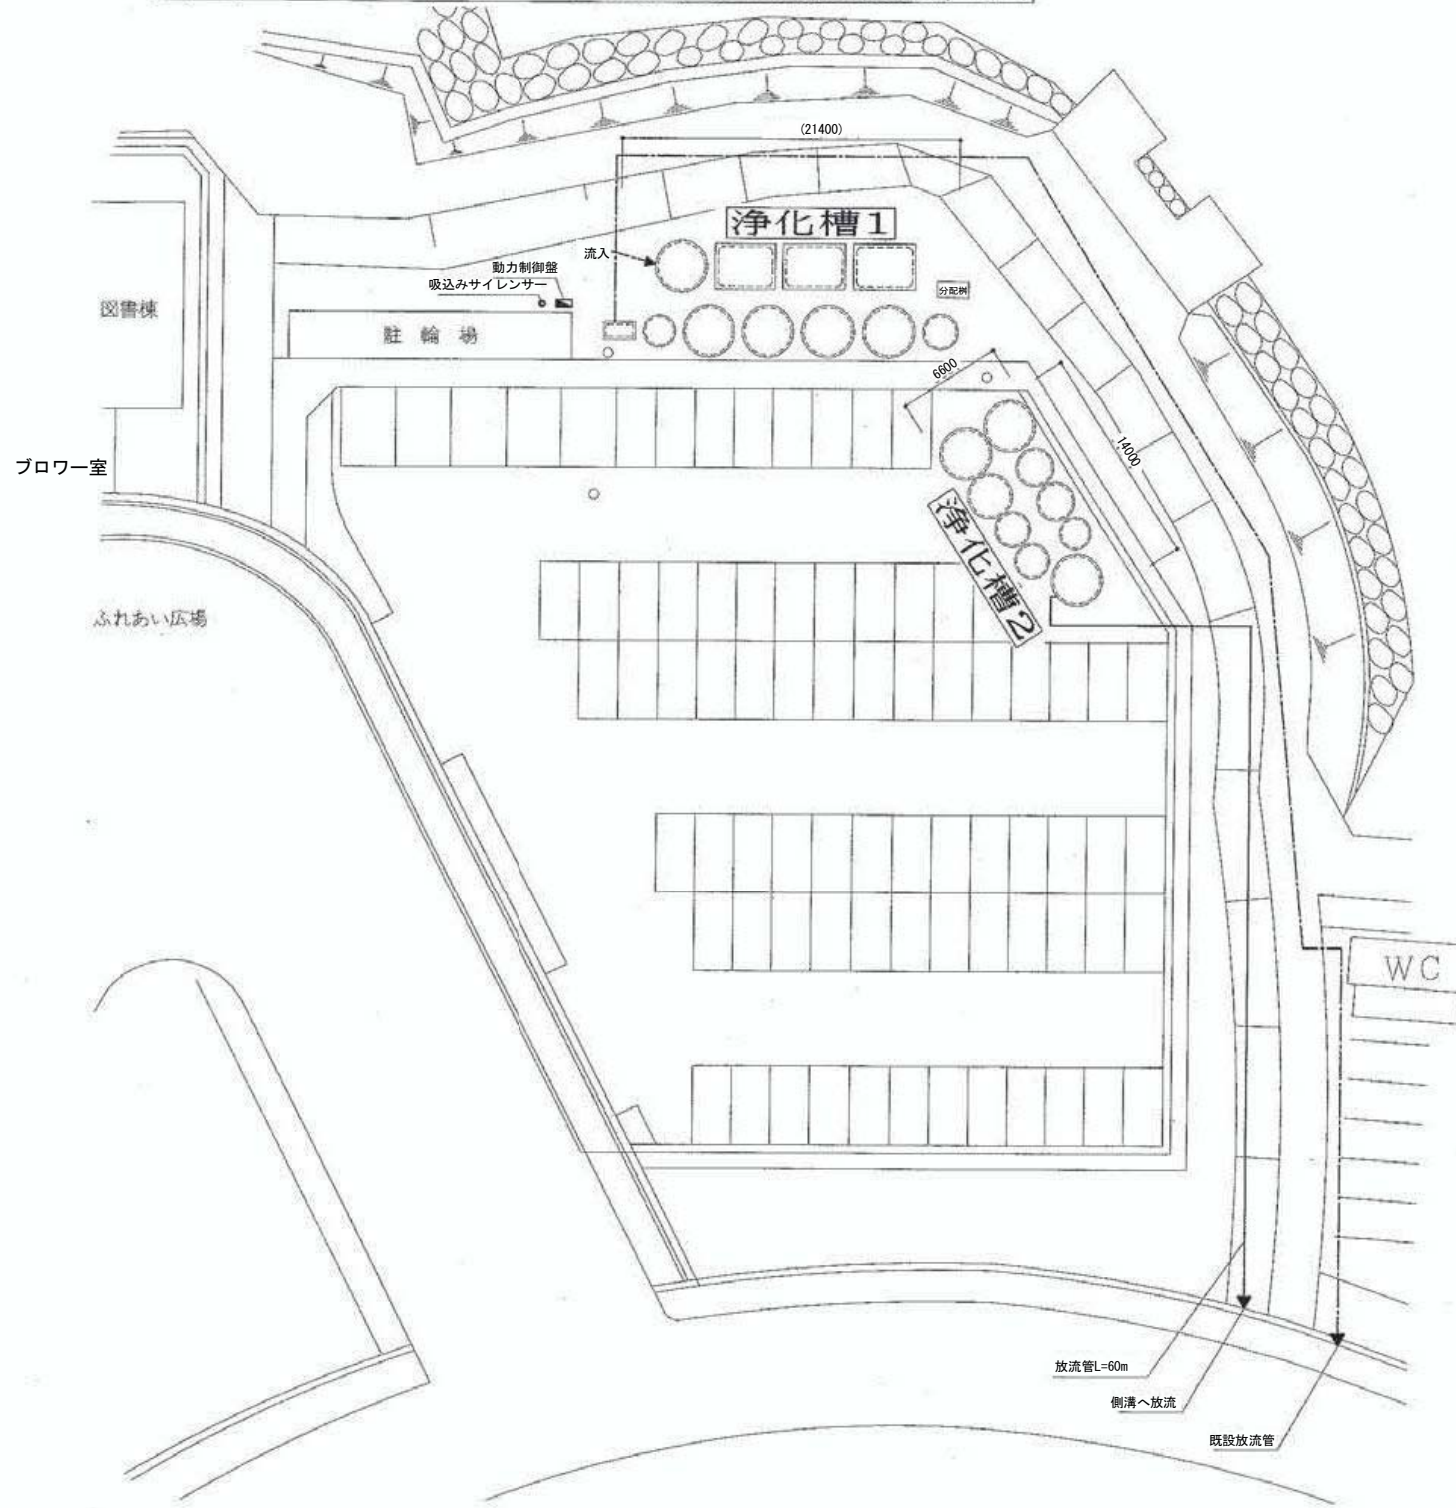 (21400)
浄化槽1
流入
動力制御盤
吸込みサイレンサー
分配桝
図書棟
駐輪場
6600
14000
ブロワー室
浄化槽2
ふれあい広場
WC
放流管L=60m
側溝へ放流
既設放流管